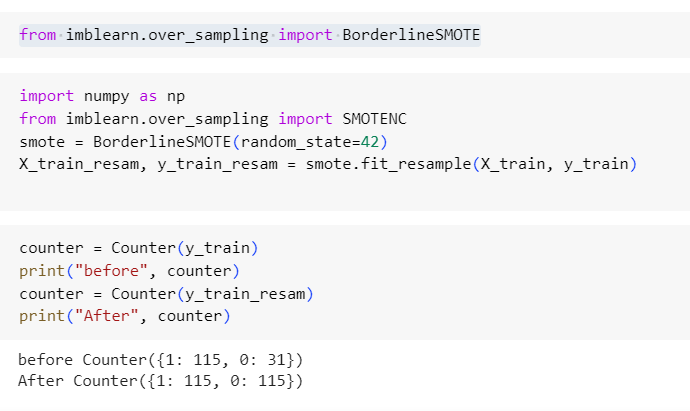 from imblearn.over_sampling import BorderlineSMOTE
import numpy as np
from imblearn.over_sampling import SMOTENC
smote = BorderlineSMOTE(random_state=42)
X_train_resam, y_train_resam = smote.fit_resample(X_train, y_train)
counter = Counter(y_train)
print("before", counter)
counter = Counter(y_train_resam)
print("After", counter)
before Counter({1: 115, 0: 31})
After Counter({1: 115, 0: 115})